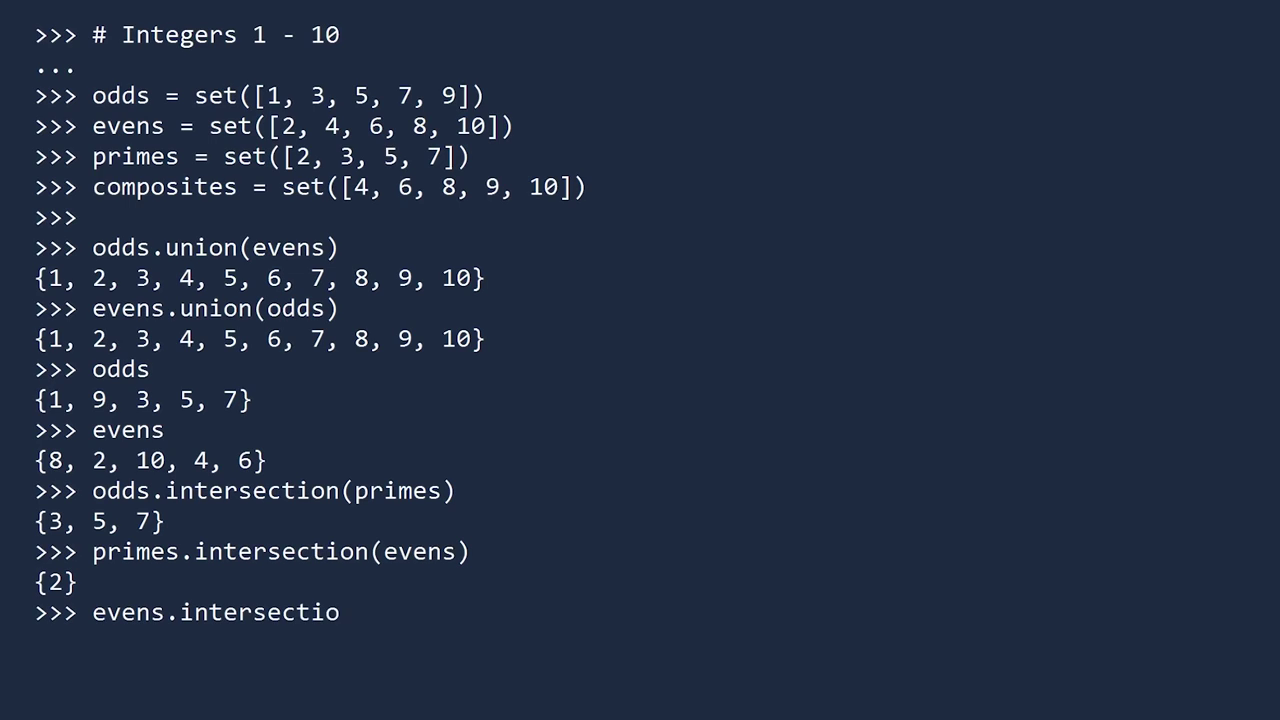 >>> # Integers 1 - 10
...
>>> odds = set([1, 3, 5, 7, 9])
>>> evens = set([2, 4, 6, 8, 10])
>>> primes = set([2, 3, 5, 7])
>>> composites = set([4, 6, 8, 9, 10])
>>>
>>> odds.union(evens)
{1, 2, 3, 4, 5, 6, 7, 8, 9, 10}
>>> evens.union(odds)
{1, 2, 3, 4, 5, 6, 7, 8, 9, 10}
>>> odds
{1, 9, 3, 5, 7}
>>> evens
{8, 2, 10, 4, 6}
>>> odds.intersection(primes)
{3, 5, 7}
>>> primes.intersection(evens)
{2}
>>> evens.intersectio